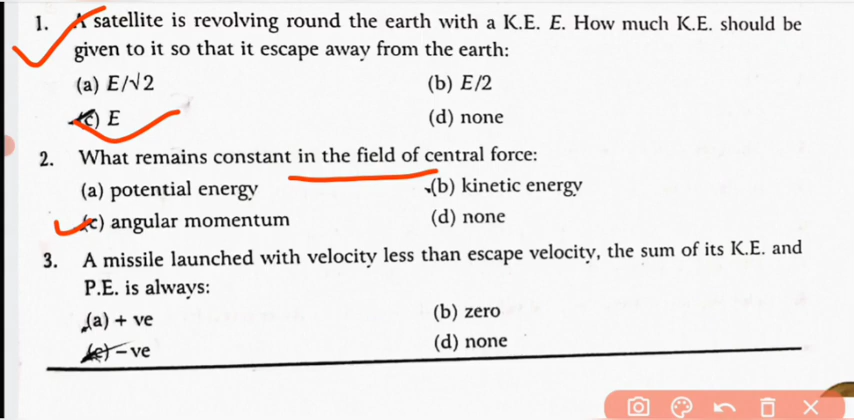 1. A satellite is revolving round the earth with a K.E. E. How much K.E. should be
given to it so that it escape away from the earth:
(a) E/√2 (b) E/2
(c) E (d) none
2. What remains constant in the field of central force:
(a) potential energy (b) kinetic energy
(c) angular momentum (d) none
3. A missile launched with velocity less than escape velocity, the sum of its K.E. and
P.E. is always:
(a) + ve (b) zero
(c) – ve (d) none